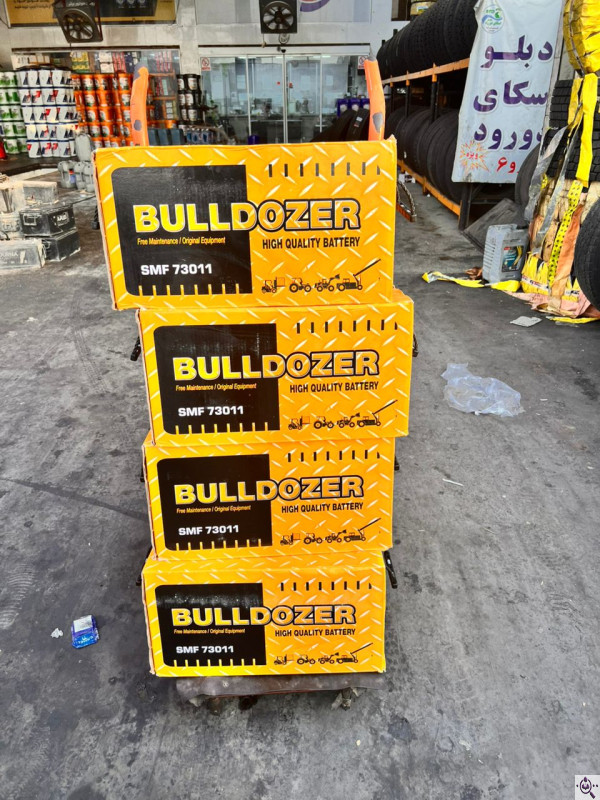 دبلو
سکای
دورود
۶و
BULLDOZER
Free Maintenance / Original Equipment
HIGH QUALITY BATTERY
SMF 73011
BULLDOZER
Free Maintenance / Original Equipment
HIGH QUALITY BATTERY
SMF 73011
BULLDOZER
Free Maintenance / Original Equipment
HIGH QUALITY BATTERY
SMF 73011
BULLDOZER
Free Maintenance / Original Equipment
HIGH QUALITY BATTERY
SMF 73011